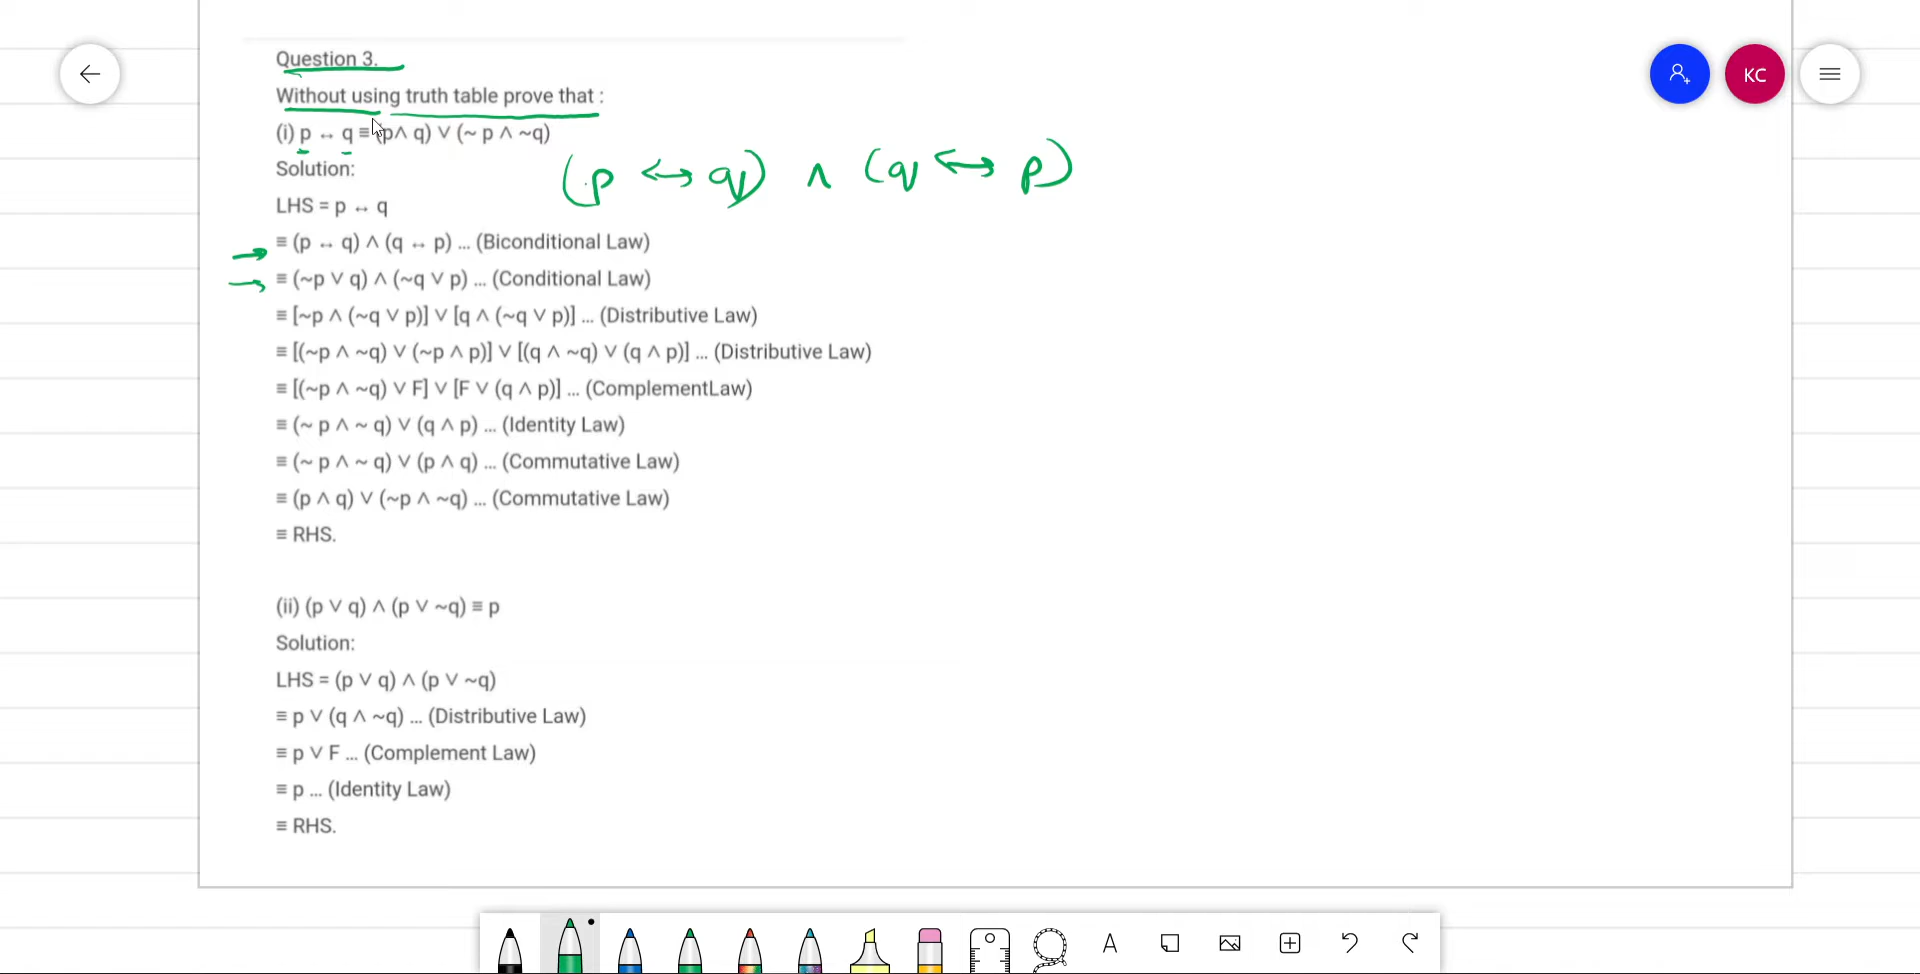 Question 3.
Without using truth table prove that :
(i) p ↔ q ≡ (p∧ q) ∨ (~ p ∧ ~q)
(p ↔ q) ∧ (q ↔ p)
Solution:
LHS = p ↔ q
≡ (p ↔ q) ∧ (q ↔ p) ... (Biconditional Law)
≡ (~p ∨ q) ∧ (~q ∨ p) ... (Conditional Law)
≡ [~p ∧ (~q ∨ p)] ∨ [q ∧ (~q ∨ p)] ... (Distributive Law)
≡ [(~p ∧ ~q) ∨ (~p ∧ p)] ∨ [(q ∧ ~q) ∨ (q ∧ p)] ... (Distributive Law)
≡ [(~p ∧ ~q) ∨ F] ∨ [F ∨ (q ∧ p)] ... (ComplementLaw)
≡ (~ p ∧ ~ q) ∨ (q ∧ p) ... (Identity Law)
≡ (~ p ∧ ~ q) ∨ (p ∧ q) ... (Commutative Law)
≡ (p ∧ q) ∨ (~p ∧ ~q) ... (Commutative Law)
≡ RHS.
(ii) (p ∨ q) ∧ (p ∨ ~q) ≡ p
Solution:
LHS = (p ∨ q) ∧ (p ∨ ~q)
≡ p ∨ (q ∧ ~q) ... (Distributive Law)
≡ p ∨ F ... (Complement Law)
≡ p ... (Identity Law)
≡ RHS.
KC
A